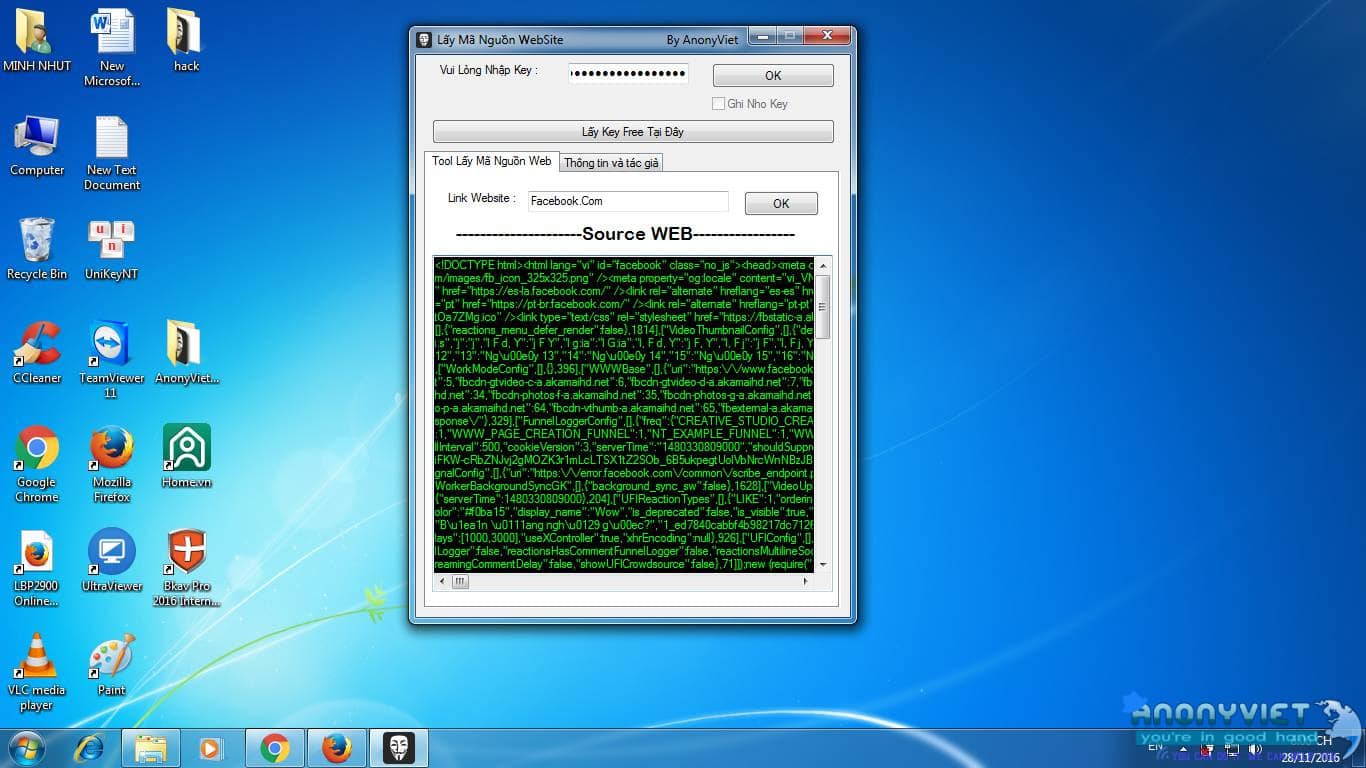 MINH NHUT
New Microsof...
hack
Computer
New Text Document
Recycle Bin
UniKeyNT
CCleaner
TeamViewer 11
AnonyViet...
Google Chrome
Mozilla Firefox
Home.vn
LBP2900 Online...
UltraViewer
Bkav Pro 2016 Intern...
VLC media player
Paint
Lấy Mã Nguồn WebSite
By AnonyViet
Vui Lòng Nhập Key :
OK
Ghi Nho Key
Lấy Key Free Tại Đây
Tool Lấy Mã Nguồn Web
Thông tin và tác giả
Link Website :
Facebook.Com
OK
---------------------Source WEB-----------------
<!DOCTYPE html><html lang="vi" id="facebook" class="no_js"><head><meta c
m/images/fb_icon_325x325.png" /><meta property="og:locale" content="vi_VN
" href="https://es-la.facebook.com/" /><link rel="alternate" hreflang="es-es" hre
="pt" href="https://pt-br.facebook.com/" /><link rel="alternate" hreflang="pt-pt"
tOa7ZMg.ico" /><link type="text/css" rel="stylesheet" href="https://fbstatic-a.ak
[],{"reactions_menu_defer_render":false},1814],["VideoThumbnailConfig",[],{"de
i.s","j":"j","l F d, Y":"j F Y","l g:ia":"l G:ia","l, F d, Y":"j F, Y","l, F j":"j F","l, F j, Y
12","13":"Ng\u00e0y 13","14":"Ng\u00e0y 14","15":"Ng\u00e0y 15","16":"N
,["WorkModeConfig",[],{},396],["WWWBase",[],{"uri":"https:\/\/www.facebook
t":5,"fbcdn-gtvideo-c-a.akamaihd.net":6,"fbcdn-gtvideo-d-a.akamaihd.net":7,"fb
hd.net":34,"fbcdn-photos-f-a.akamaihd.net":35,"fbcdn-photos-g-a.akamaihd.net
o-p-a.akamaihd.net":64,"fbcdn-vthumb-a.akamaihd.net":65,"fbexternal-a.akama
sponse\/"},329],["FunnelLoggerConfig",[],{"freq":{"CREATIVE_STUDIO_CREA
:1,"WWW_PAGE_CREATION_FUNNEL":1,"NT_EXAMPLE_FUNNEL":1,"WW
llInterval":500,"cookieVersion":3,"serverTime":"1480330809000","shouldSuppre
gnalConfig",[],{"uri":"https:\/\/error.facebook.com\/common\/scribe_endpoint.p
WorkerBackgroundSyncGK",[],{"background_sync_sw":false},1628],["VideoUp
{"serverTime":1480330809000},204],["UFIReactionTypes",[],{"LIKE":1,"orderin
olor":"#f0ba15","display_name":"Wow","is_deprecated":false,"is_visible":true,"
"B\u1ea1n \u0111ang ngh\u0129 g\u00ec?","1_ed7840cabbf4b98217dc7126
lays":[1000,3000],"useXController":true,"xhrEncoding":null},926],["UFIConfig",[],
lLogger":false,"reactionsHasCommentFunnelLogger":false,"reactionsMultilineSoc
reamingCommentDelay":false,"showUFICrowdsource":false},71]]);new (require("
ANONYVIET
you're in good hand
EN
CH
28/11/2016